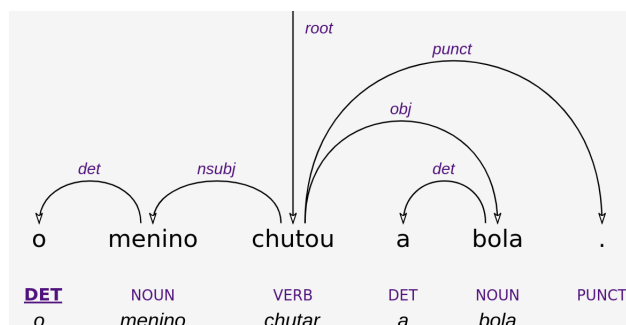 root
punct
obj
det nsubj det
o menino chutou a bola .
DET NOUN VERB DET NOUN PUNCT
o menino chutar a bola